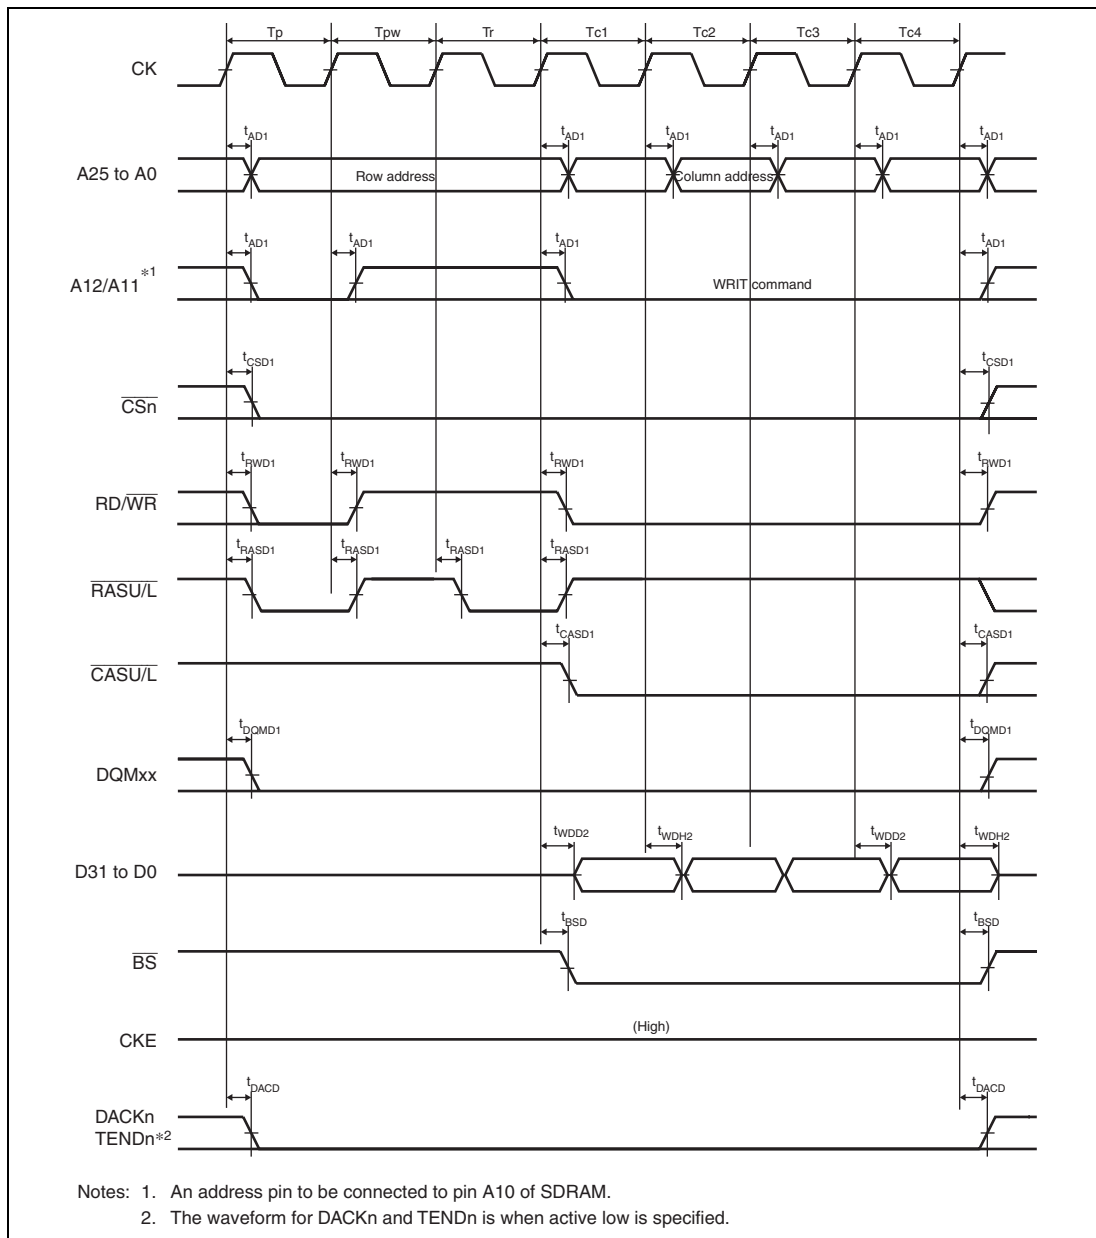 Tp Tpw Tr Tc1 Tc2 Tc3 Tc4
CK
tAD1 tAD1 tAD1 tAD1 tAD1 tAD1
A25 to A0 Row address Column address
tAD1 tAD1 tAD1 tAD1
A12/A11*1 WRIT command
tCSD1 tCSD1
CSn
tRWD1 tRWD1 tRWD1 tRWD1
RD/WR
tRASD1 tRASD1 tRASD1 tRASD1
RASU/L
tCASD1 tCASD1
CASU/L
tDQMD1 tDQMD1
DQMxx
tWDD2 tWDH2 tWDD2 tWDH2
D31 to D0
tBSD tBSD
BS
(High)
CKE
tDACD tDACD
DACKn
TENDn*2
Notes: 1. An address pin to be connected to pin A10 of SDRAM.
2. The waveform for DACKn and TENDn is when active low is specified.